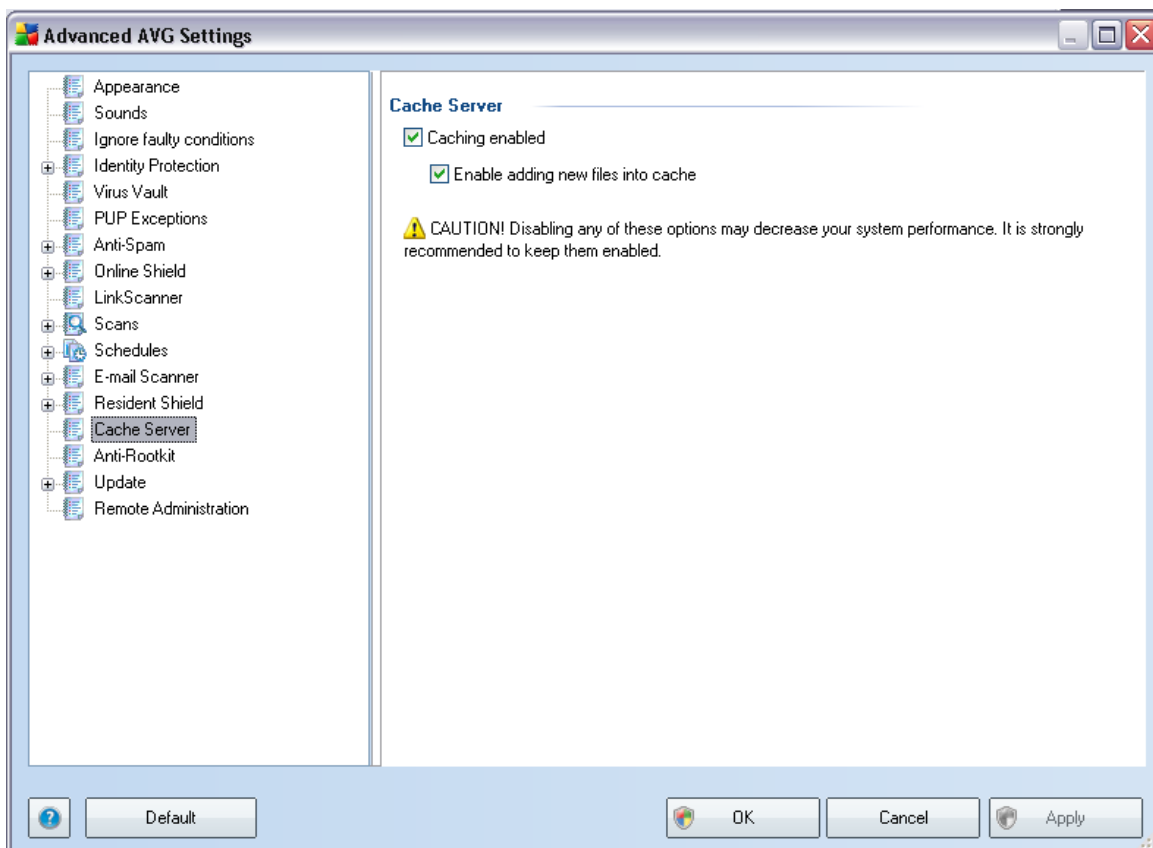 Advanced AVG Settings
Appearance
Sounds
Ignore faulty conditions
Identity Protection
Virus Vault
PUP Exceptions
Anti-Spam
Online Shield
LinkScanner
Scans
Schedules
E-mail Scanner
Resident Shield
Cache Server
Anti-Rootkit
Update
Remote Administration
Cache Server
Caching enabled
Enable adding new files into cache
CAUTION! Disabling any of these options may decrease your system performance. It is strongly
recommended to keep them enabled.
Default
OK
Cancel
Apply